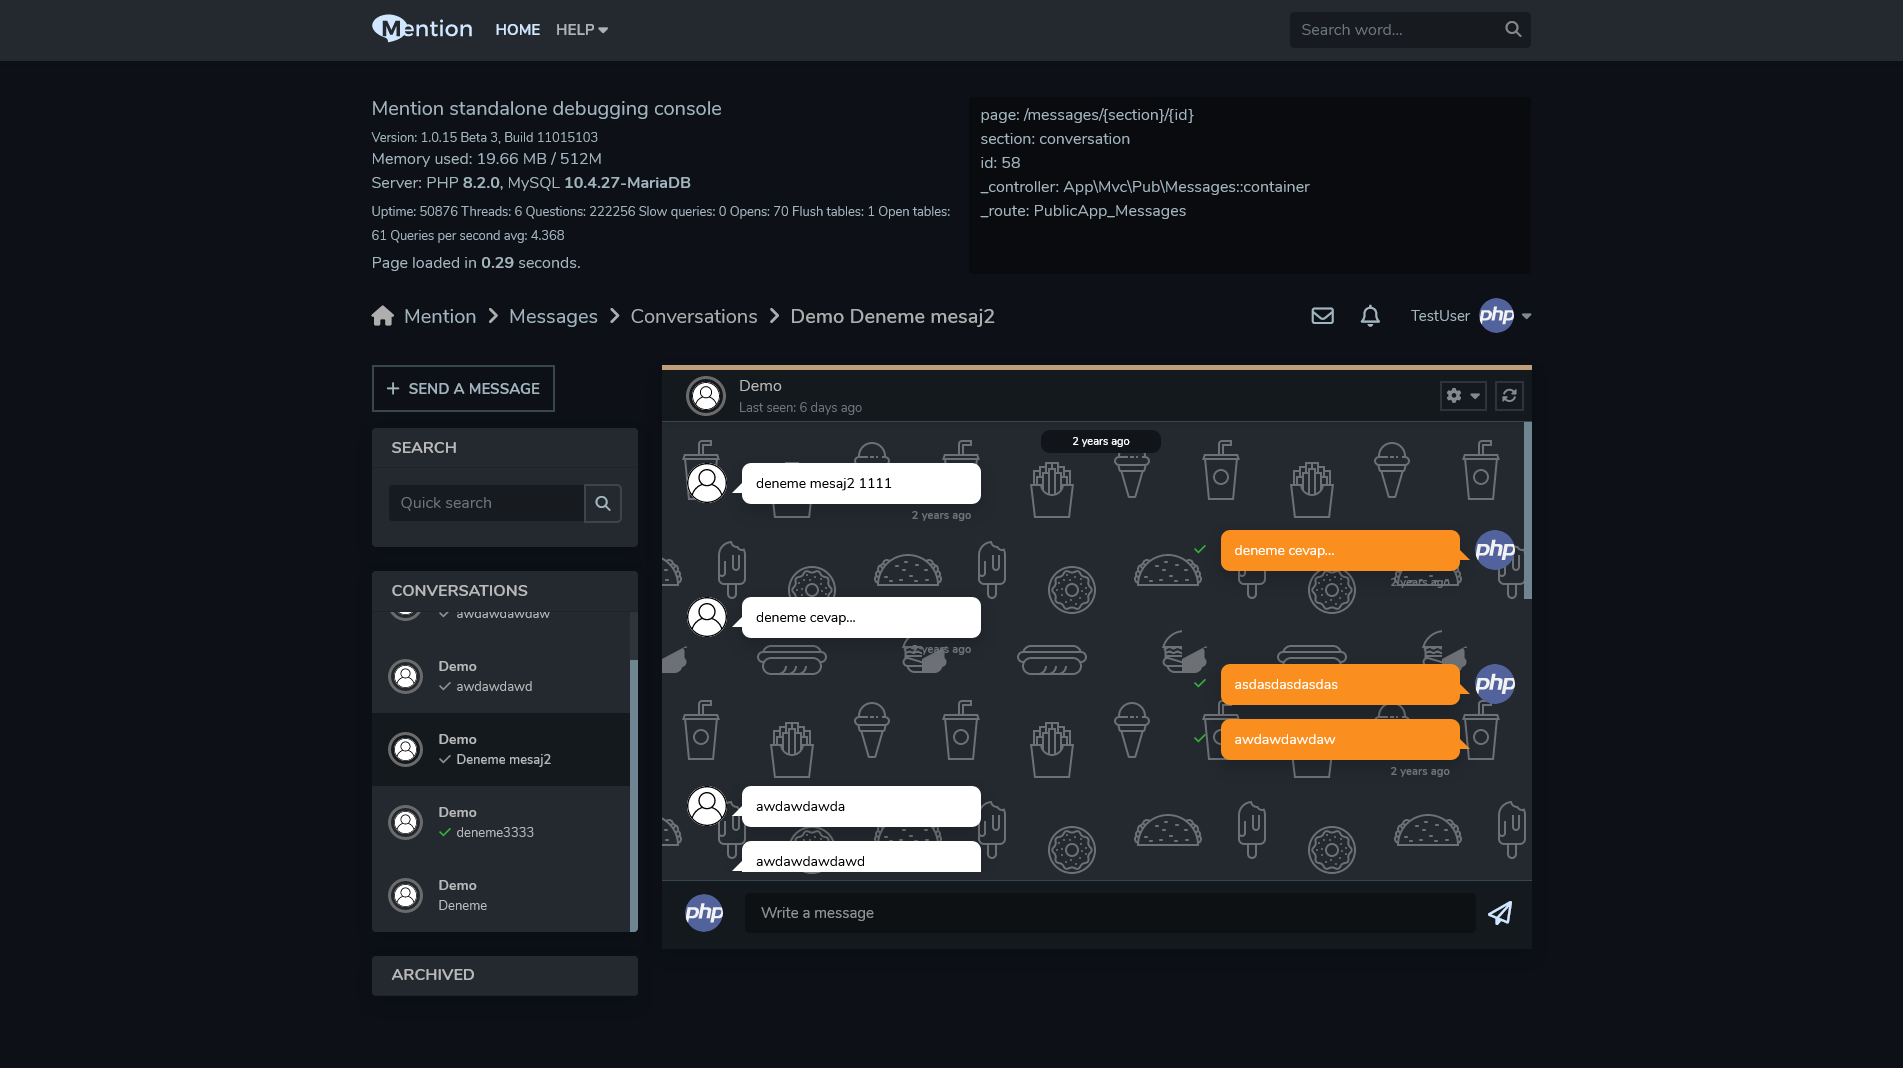 Mention HOME HELP
Search word...
Mention standalone debugging console
Version: 1.0.15 Beta 3, Build 11015103
Memory used: 19.66 MB / 512M
Server: PHP 8.2.0, MySQL 10.4.27-MariaDB
Uptime: 50876 Threads: 6 Questions: 222256 Slow queries: 0 Opens: 70 Flush tables: 1 Open tables:
61 Queries per second avg: 4.368
Page loaded in 0.29 seconds.
page: /messages/{section}/{id}
section: conversation
id: 58
_controller: App\Mvc\Pub\Messages::container
_route: PublicApp_Messages
Mention Messages Conversations Demo Deneme mesaj2
TestUser php
SEND A MESSAGE
SEARCH
Quick search
CONVERSATIONS
awdawdawdaw
Demo
awdawdawd
Demo
Deneme mesaj2
Demo
deneme3333
Demo
Deneme
ARCHIVED
Demo
Last seen: 6 days ago
2 years ago
deneme mesaj2 1111
2 years ago
deneme cevap...
php
2 years ago
deneme cevap...
2 years ago
asdasdasdasdas
php
awdawdawdaw
2 years ago
awdawdawda
awdawdawdawd
php
Write a message